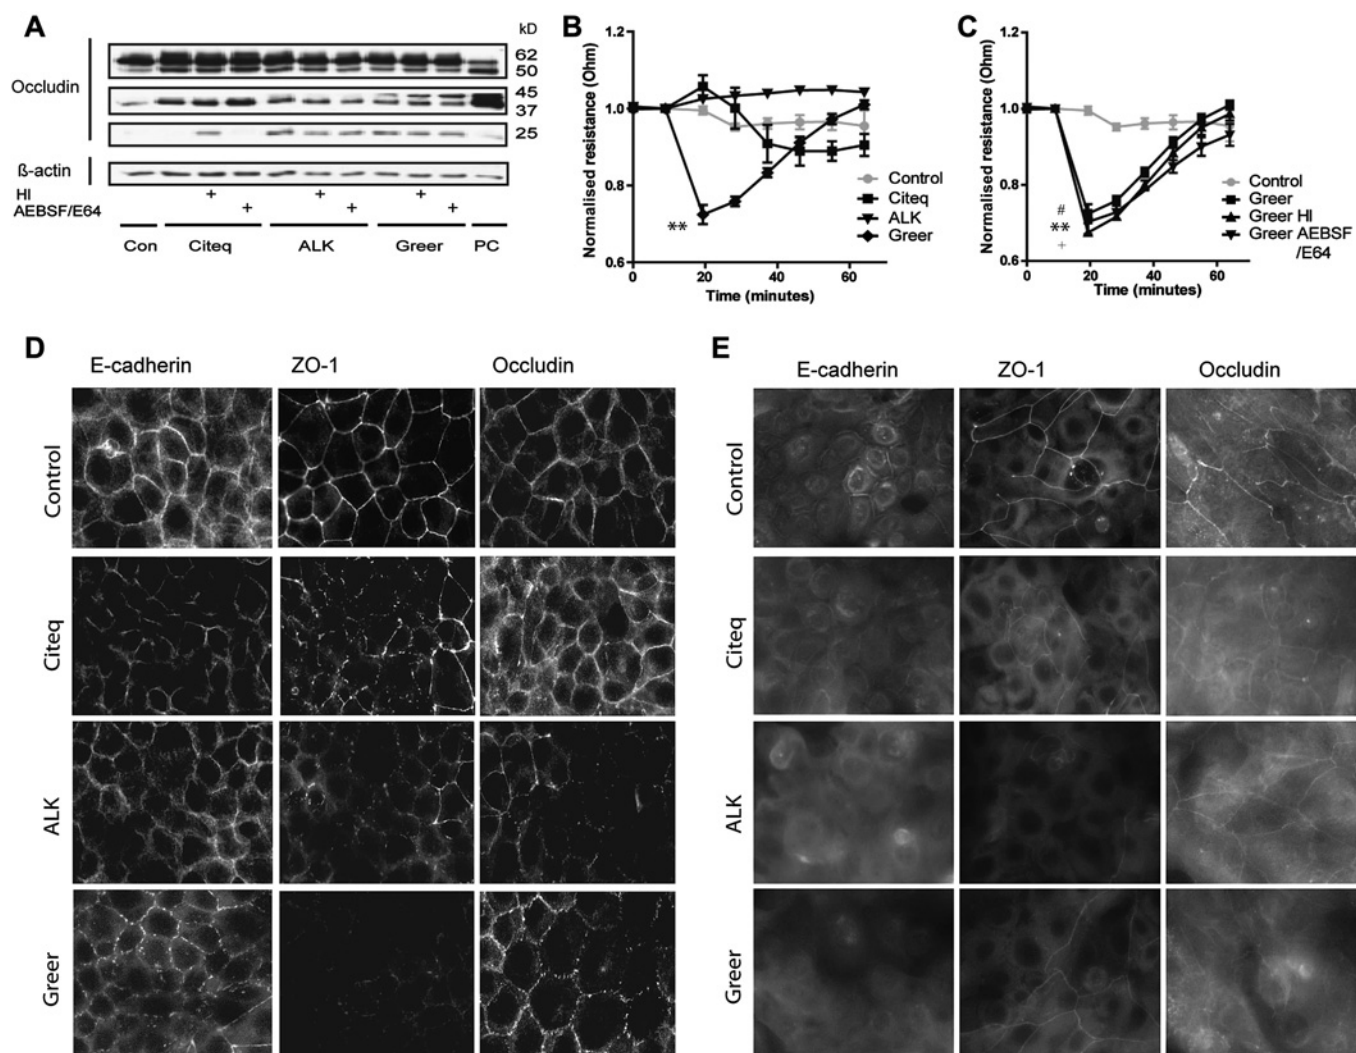 A
kD
Occludin
62
50
45
37
25
ß-actin
HI + + +
AEBSF/E64 + + +
Con Citeq ALK Greer PC
B
Normalised resistance (Ohm)
1.2
1.0
0.8
0.6
**
Control
Citeq
ALK
Greer
0 20 40 60
Time (minutes)
C
Normalised resistance (Ohm)
1.2
1.0
0.8
0.6
#
**
+
Control
Greer
Greer HI
Greer AEBSF
/E64
0 20 40 60
Time (minutes)
D
E-cadherin ZO-1 Occludin
Control
Citeq
ALK
Greer
E
E-cadherin ZO-1 Occludin
Control
Citeq
ALK
Greer